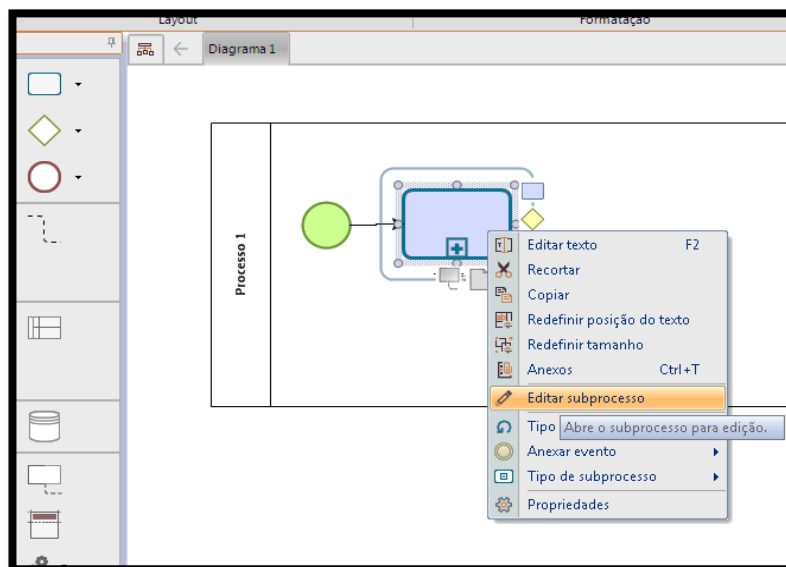 Layout
Formatação
Diagrama 1
Processo 1
Editar texto F2
Recortar
Copiar
Redefinir posição do texto
Redefinir tamanho
Anexos Ctrl+T
Editar subprocesso
Tipo
Abre o subprocesso para edição.
Anexar evento
Tipo de subprocesso
Propriedades